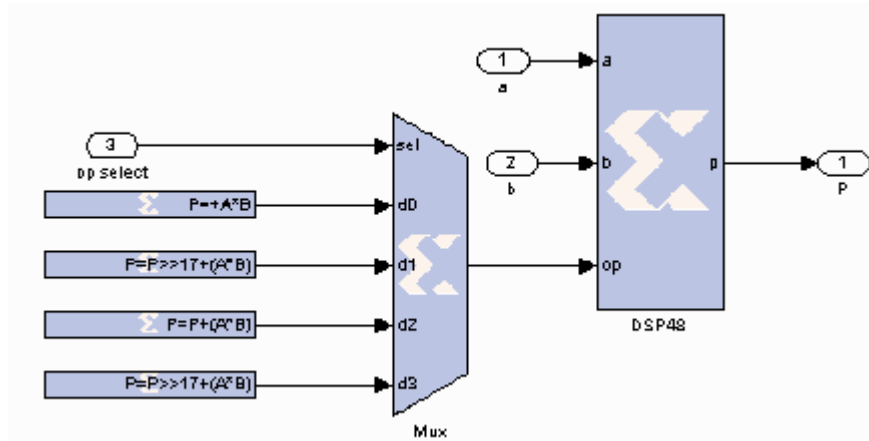 1
a
a
3
sel
op select
2
b
b
p
1
P
P=+A*B
d0
P=P>>17+(A*B)
d1
op
P=P+(A*B)
d2
DSP48
P=P>>17+(A*B)
d3
Mux